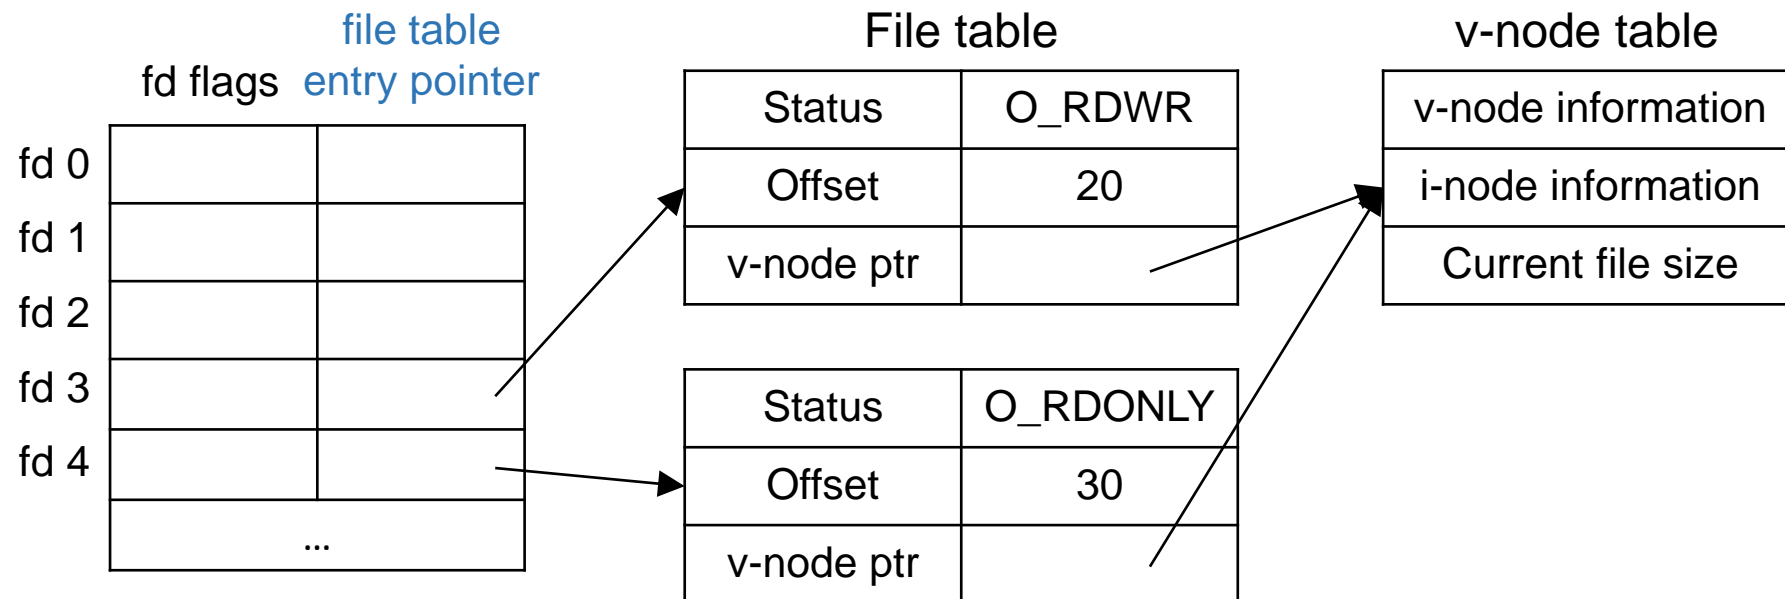 file table
fd flags entry pointer
fd 0
fd 1
fd 2
fd 3
fd 4
...
File table
Status O_RDWR
Offset 20
v-node ptr
Status O_RDONLY
Offset 30
v-node ptr
v-node table
v-node information
i-node information
Current file size